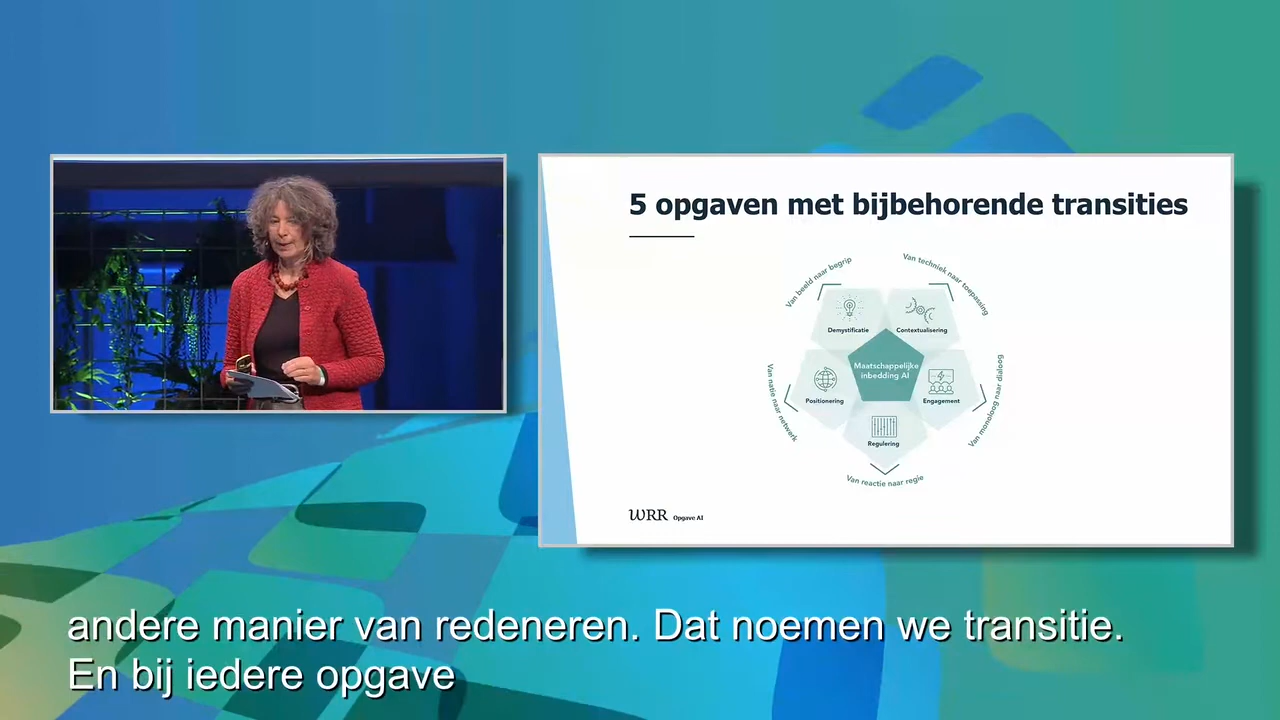 5 opgaven met bijbehorende transities
Van beeld naar begrip
Van techniek naar toepassing
Demystificatie
Contextualisering
Maatschappelijke
inbedding AI
Van natie naar netwerk
Positionering
Engagement
Van monoloog naar dialoog
Regulering
Van reactie naar regie
WRR Opgave AI
andere manier van redeneren. Dat noemen we transitie.
En bij iedere opgave